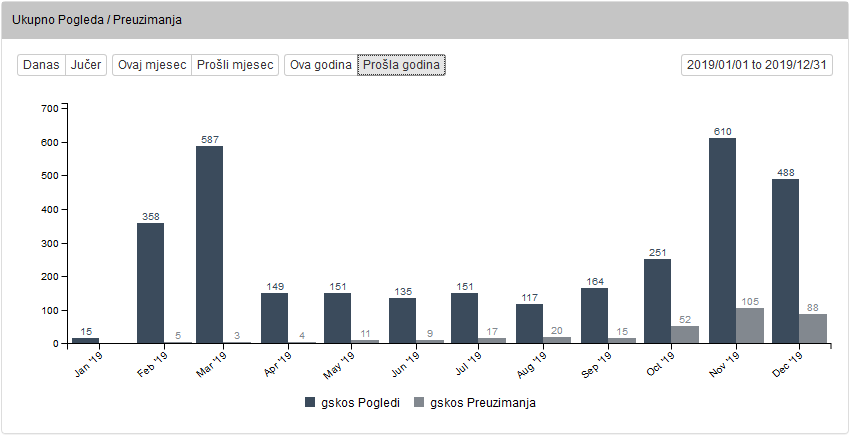 Ukupno Pogleda / Preuzimanja
Danas Jučer Ovaj mjesec Prošli mjesec Ova godina Prošla godina 2019/01/01 to 2019/12/31
700
600
500
400
300
200
100
0
15 358 5 587 3 149 4 151 11 135 9 151 17 117 20 164 15 251 52 610 105 488 88
Jan '19 Feb '19 Mar '19 Apr '19 May '19 Jun '19 Jul '19 Aug '19 Sep '19 Oct '19 Nov '19 Dec '19
gskos Pogledi gskos Preuzimanja